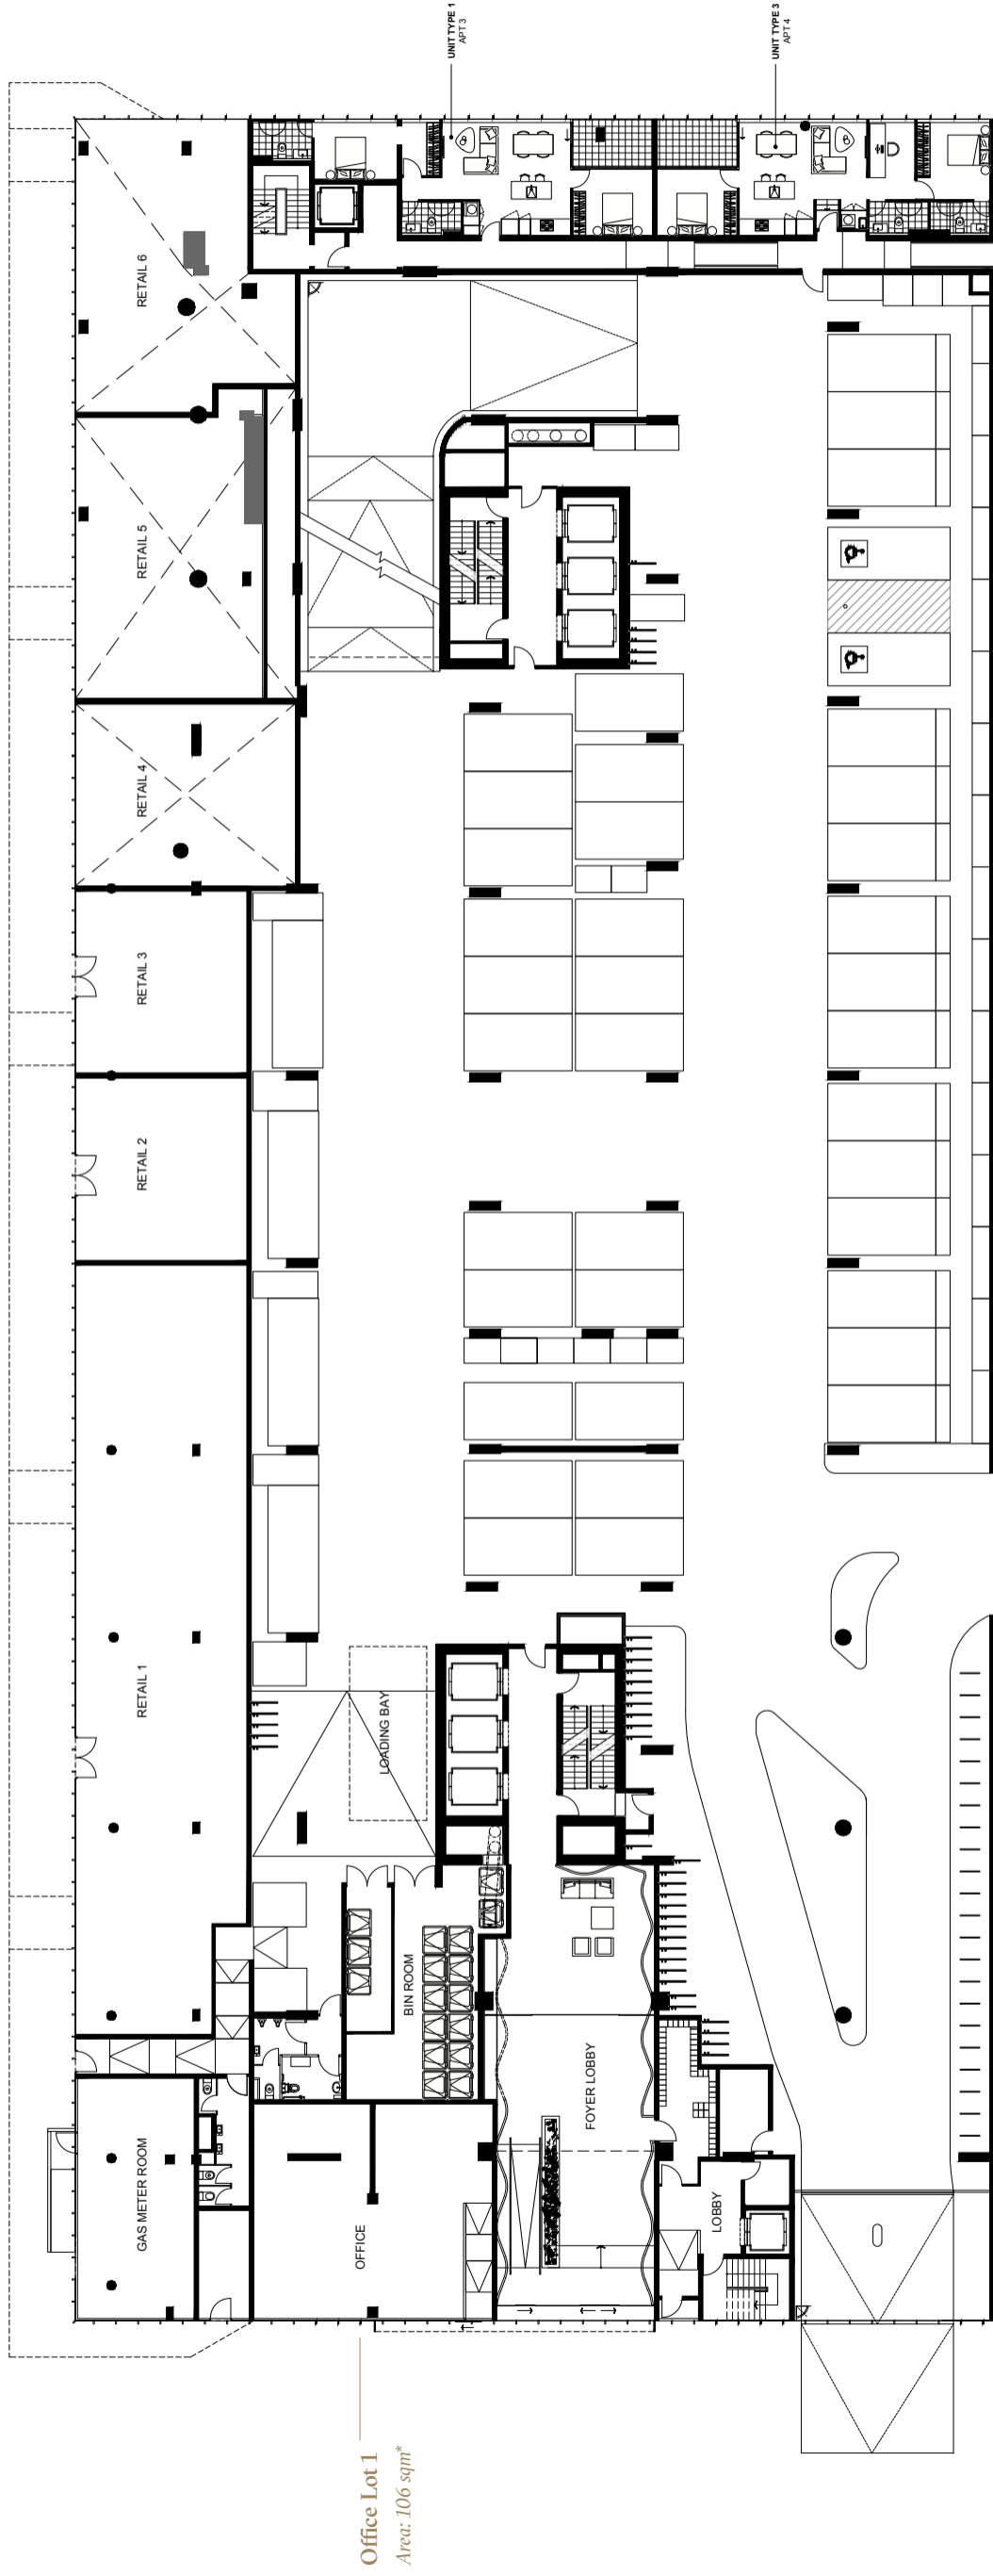 RETAIL 1
RETAIL 2
RETAIL 3
RETAIL 4
RETAIL 5
RETAIL 6
GAS METER ROOM
OFFICE
BIN ROOM
LOADING BAY
FOYER LOBBY
LOBBY
UNIT TYPE 1
APT 3
UNIT TYPE 3
APT 4
Office Lot 1
Area: 106 sqm*